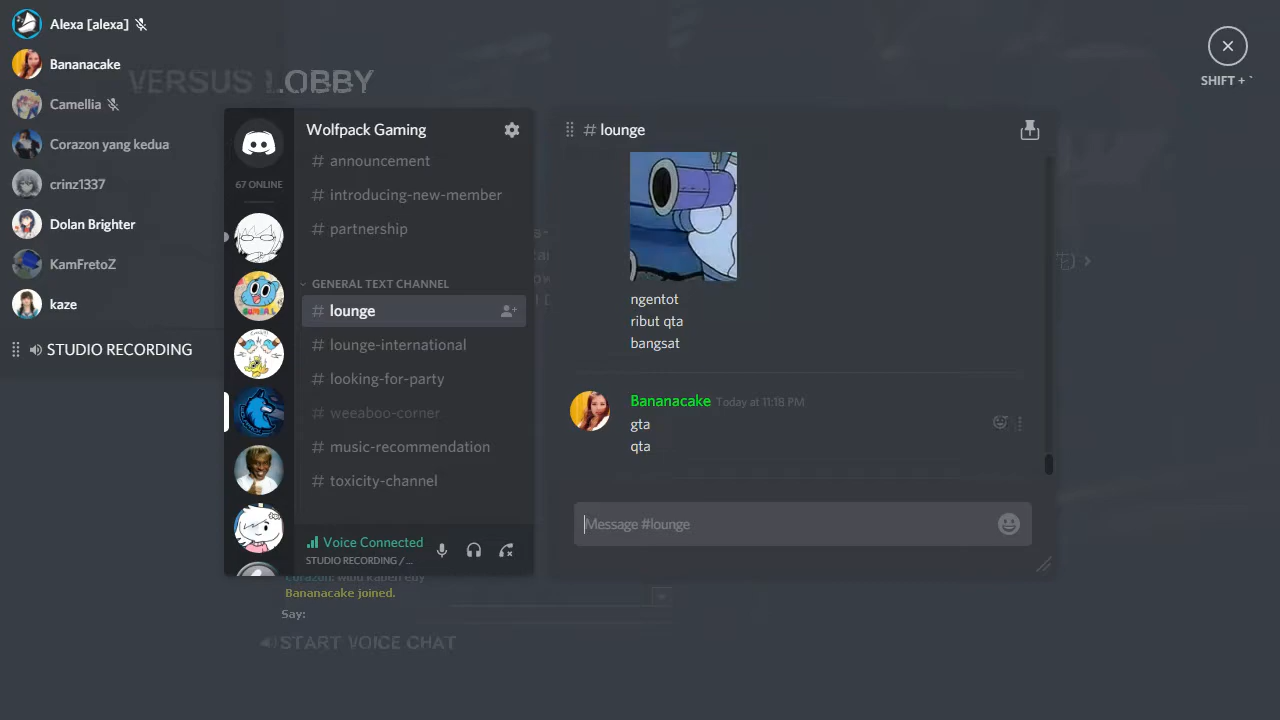 Alexa [alexa]
Bananacake
Camellia
Corazon yang kedua
crinz1337
Dolan Brighter
KamFretoZ
kaze
STUDIO RECORDING
VERSUS LOBBY
SHIFT + `
67 ONLINE
Wolfpack Gaming
# announcement
# introducing-new-member
# partnership
GENERAL TEXT CHANNEL
# lounge
# lounge-international
# looking-for-party
# weeaboo-corner
# music-recommendation
# toxicity-channel
Voice Connected
STUDIO RECORDING / ...
# lounge
ngentot
ribut qta
bangsat
Bananacake Today at 11:18 PM
gta
qta
Message #lounge
Bananacake joined.
Say:
START VOICE CHAT